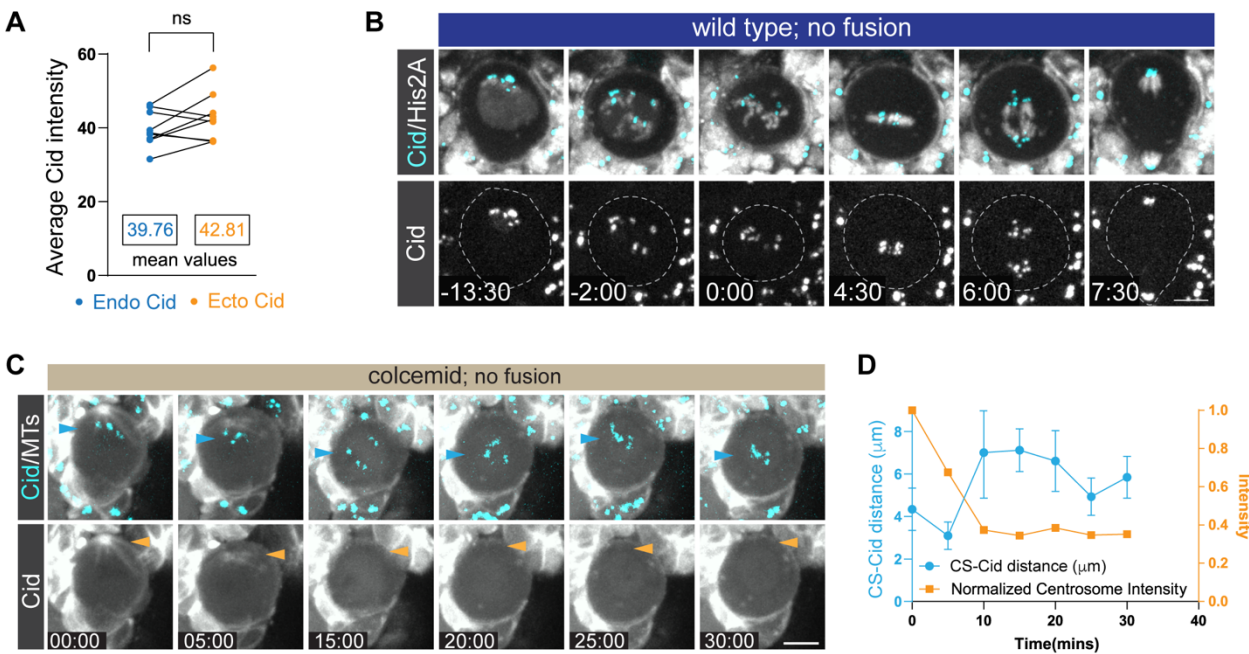 A
ns
60
40
20
0
Average Cid intensity
39.76
42.81
mean values
Endo Cid
Ecto Cid
B
wild type; no fusion
Cid/His2A
Cid
-13:30
-2:00
0:00
4:30
6:00
7:30
C
colcemid; no fusion
Cid/MTs
Cid
00:00
05:00
15:00
20:00
25:00
30:00
D
8
6
4
2
0
CS-Cid distance (μm)
1.0
0.8
0.6
0.4
0.2
0.0
Intensity
CS-Cid distance (μm)
Normalized Centrosome Intensity
0
10
20
30
40
Time(mins)